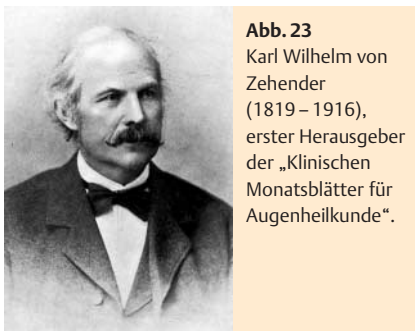 Abb. 23
Karl Wilhelm von
Zehender
(1819 – 1916),
erster Herausgeber
der „Klinischen
Monatsblätter für
Augenheilkunde“.